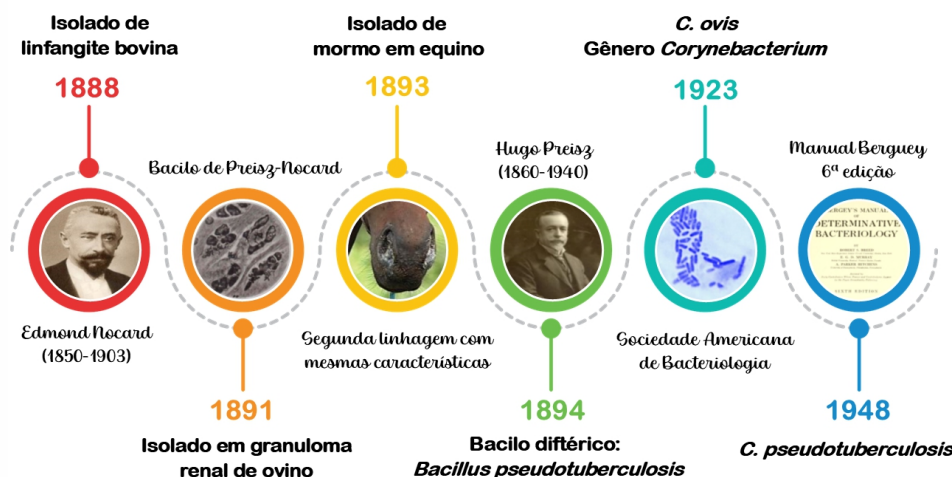 Isolado de
linfangite bovina
1888
Edmond Nocard
(1850-1903)
Bacilo de Preisz-Nocard
1891
Isolado em granuloma
renal de ovino
Isolado de
mormo em equino
1893
Segunda linhagem com
mesmas características
Hugo Preisz
(1860-1940)
1894
Bacilo diftérico:
Bacillus pseudotuberculosis
C. ovis
Gênero Corynebacterium
1923
Sociedade Americana
de Bacteriologia
Manual Berguey
6ª edição
BERGEY'S MANUAL
OF
DETERMINATIVE
BACTERIOLOGY
SIXTH EDITION
1948
C. pseudotuberculosis